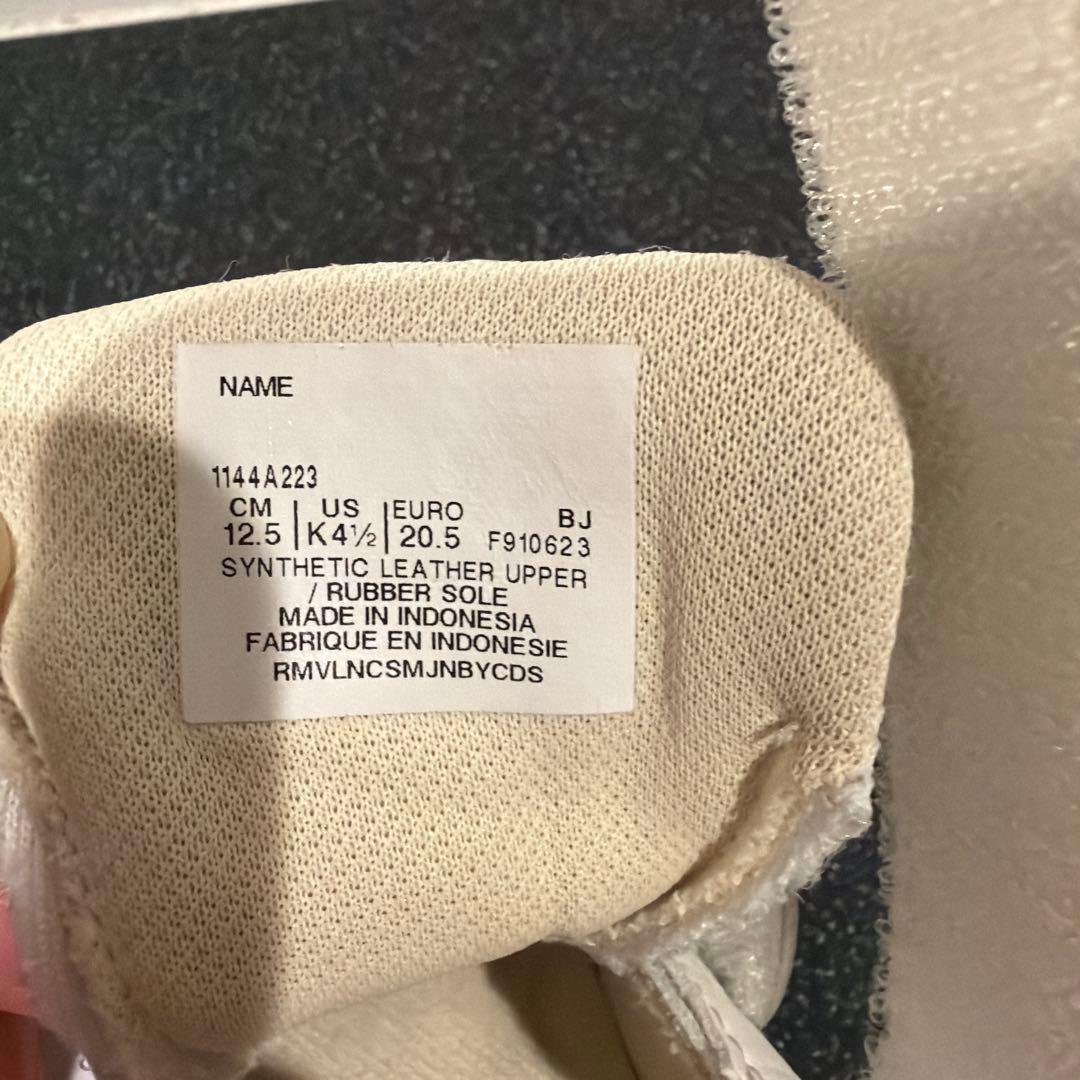 NAME
1144A223
CM | US | EURO BJ
12.5 | K4½ | 20.5 F910623
SYNTHETIC LEATHER UPPER
/ RUBBER SOLE
MADE IN INDONESIA
FABRIQUE EN INDONESIE
RMVLNCSMJNBYCDS